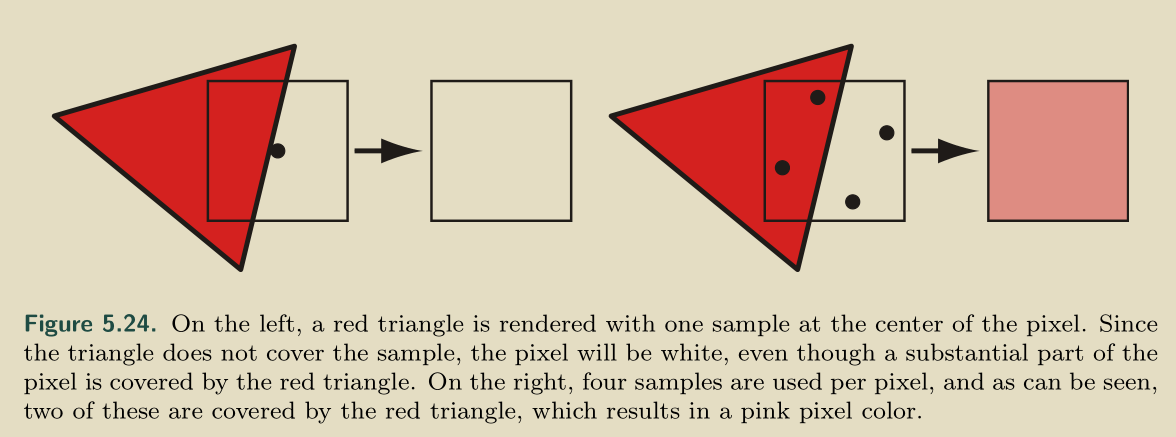 Figure 5.24. On the left, a red triangle is rendered with one sample at the center of the pixel. Since
the triangle does not cover the sample, the pixel will be white, even though a substantial part of the
pixel is covered by the red triangle. On the right, four samples are used per pixel, and as can be seen,
two of these are covered by the red triangle, which results in a pink pixel color.